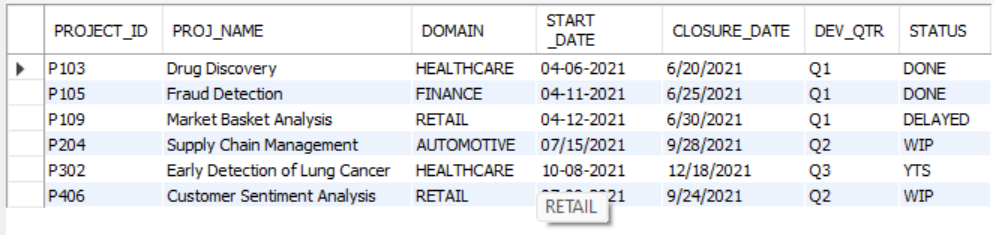 PROJECT_ID PROJ_NAME DOMAIN START _DATE CLOSURE_DATE DEV_QTR STATUS
P103 Drug Discovery HEALTHCARE 04-06-2021 6/20/2021 Q1 DONE
P105 Fraud Detection FINANCE 04-11-2021 6/25/2021 Q1 DONE
P109 Market Basket Analysis RETAIL 04-12-2021 6/30/2021 Q1 DELAYED
P204 Supply Chain Management AUTOMOTIVE 07/15/2021 9/28/2021 Q2 WIP
P302 Early Detection of Lung Cancer HEALTHCARE 10-08-2021 12/18/2021 Q3 YTS
P406 Customer Sentiment Analysis RETAIL 9/24/2021 Q2 WIP
RETAIL